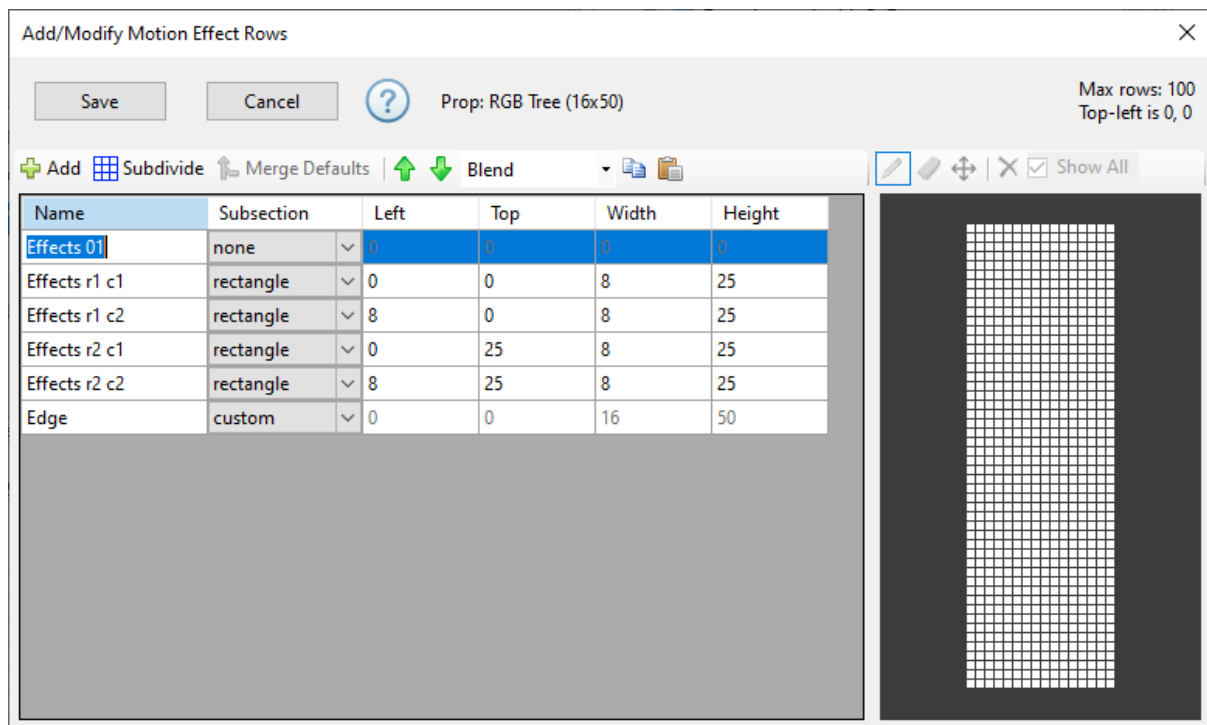 Add/Modify Motion Effect Rows
Save Cancel ? Prop: RGB Tree (16x50) Max rows: 100
Top-left is 0, 0
Add Subdivide Merge Defaults Blend Show All
Name Subsection Left Top Width Height
Effects 01 none 0 0 0 0
Effects r1 c1 rectangle 0 0 8 25
Effects r1 c2 rectangle 8 0 8 25
Effects r2 c1 rectangle 0 25 8 25
Effects r2 c2 rectangle 8 25 8 25
Edge custom 0 0 16 50